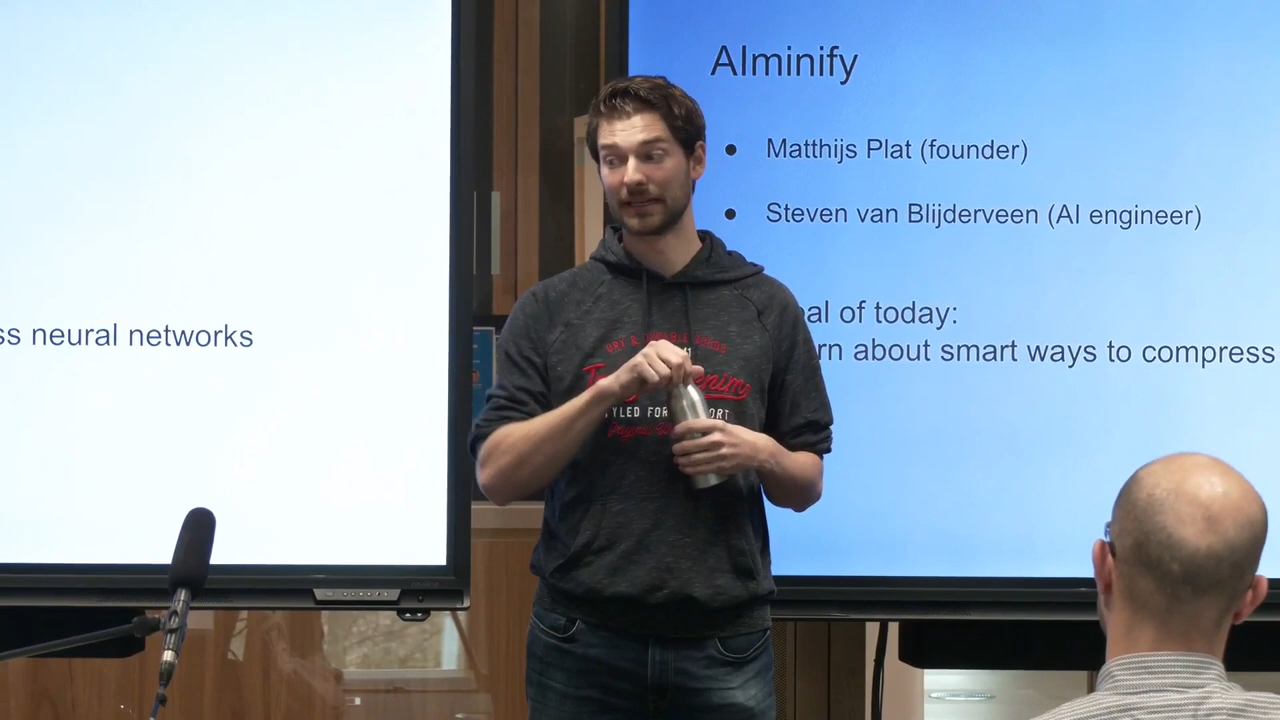 AIminify
Matthijs Plat (founder)
Steven van Blijderveen (AI engineer)
al of today:
about smart ways to compress
ss neural networks
DRY &